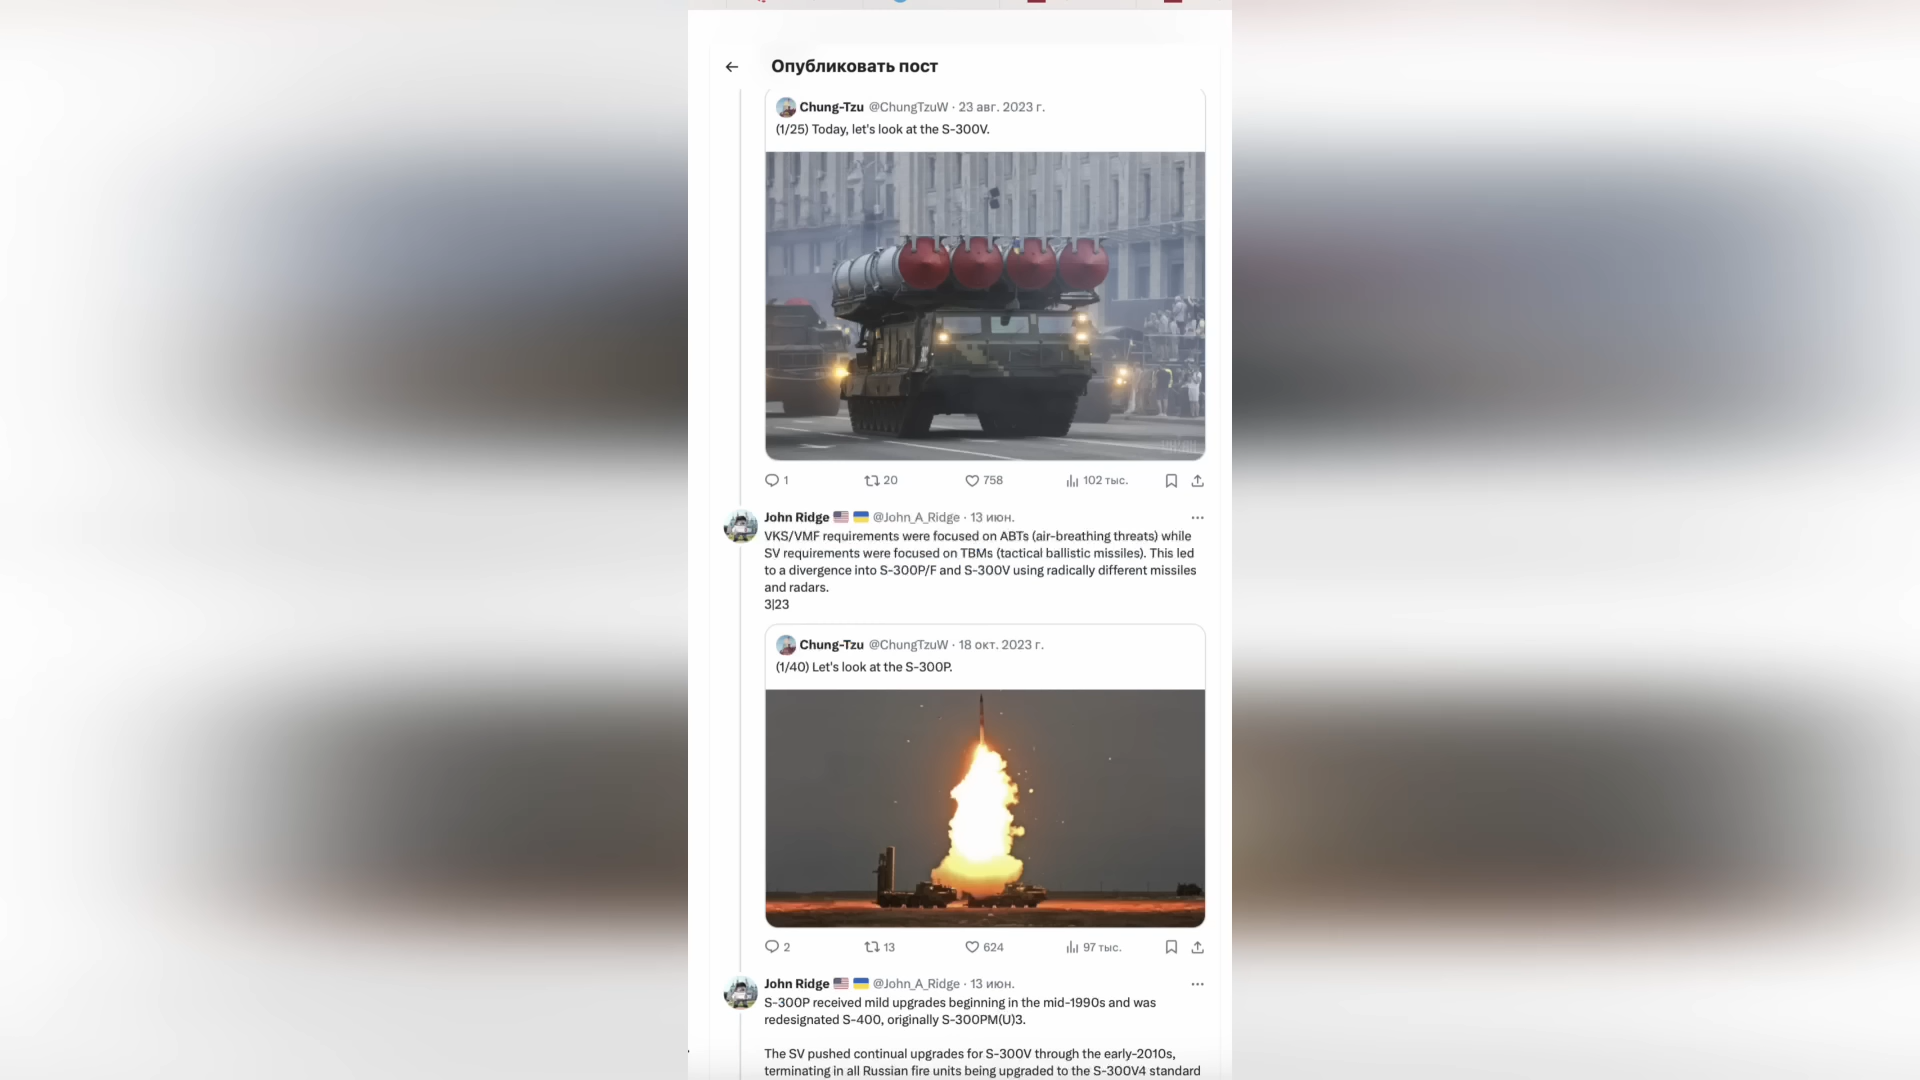 Опубликовать пост
Chung-Tzu @ChungTzuW · 23 авг. 2023 г.
(1/25) Today, let's look at the S-300V.
1 20 758 102 тыс.
John Ridge @John_A_Ridge · 13 июн.
VKS/VMF requirements were focused on ABTs (air-breathing threats) while
SV requirements were focused on TBMs (tactical ballistic missiles). This led
to a divergence into S-300P/F and S-300V using radically different missiles
and radars.
3|23
Chung-Tzu @ChungTzuW · 18 окт. 2023 г.
(1/40) Let's look at the S-300P.
2 13 624 97 тыс.
John Ridge @John_A_Ridge · 13 июн.
S-300P received mild upgrades beginning in the mid-1990s and was
redesignated S-400, originally S-300PM(U)3.
The SV pushed continual upgrades for S-300V through the early-2010s,
terminating in all Russian fire units being upgraded to the S-300V4 standard